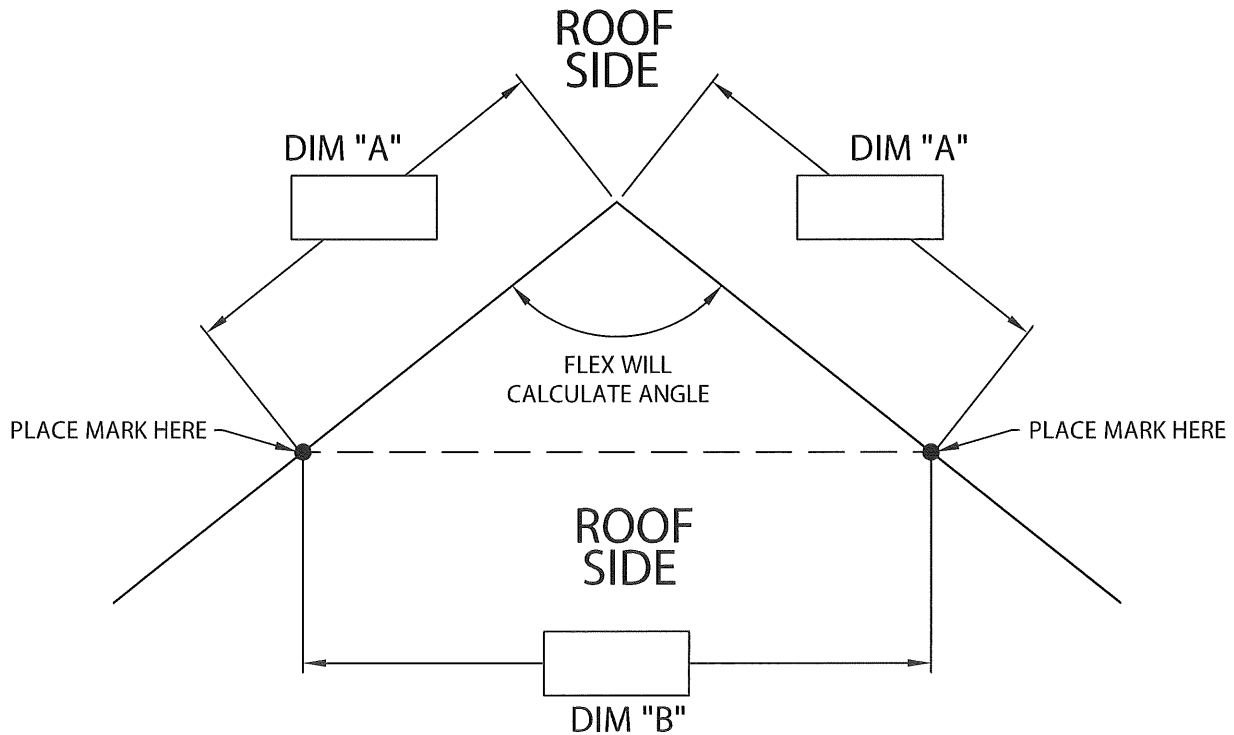 ROOF
SIDE
DIM "A"
DIM "A"
FLEX WILL
CALCULATE ANGLE
PLACE MARK HERE
PLACE MARK HERE
ROOF
SIDE
DIM "B"